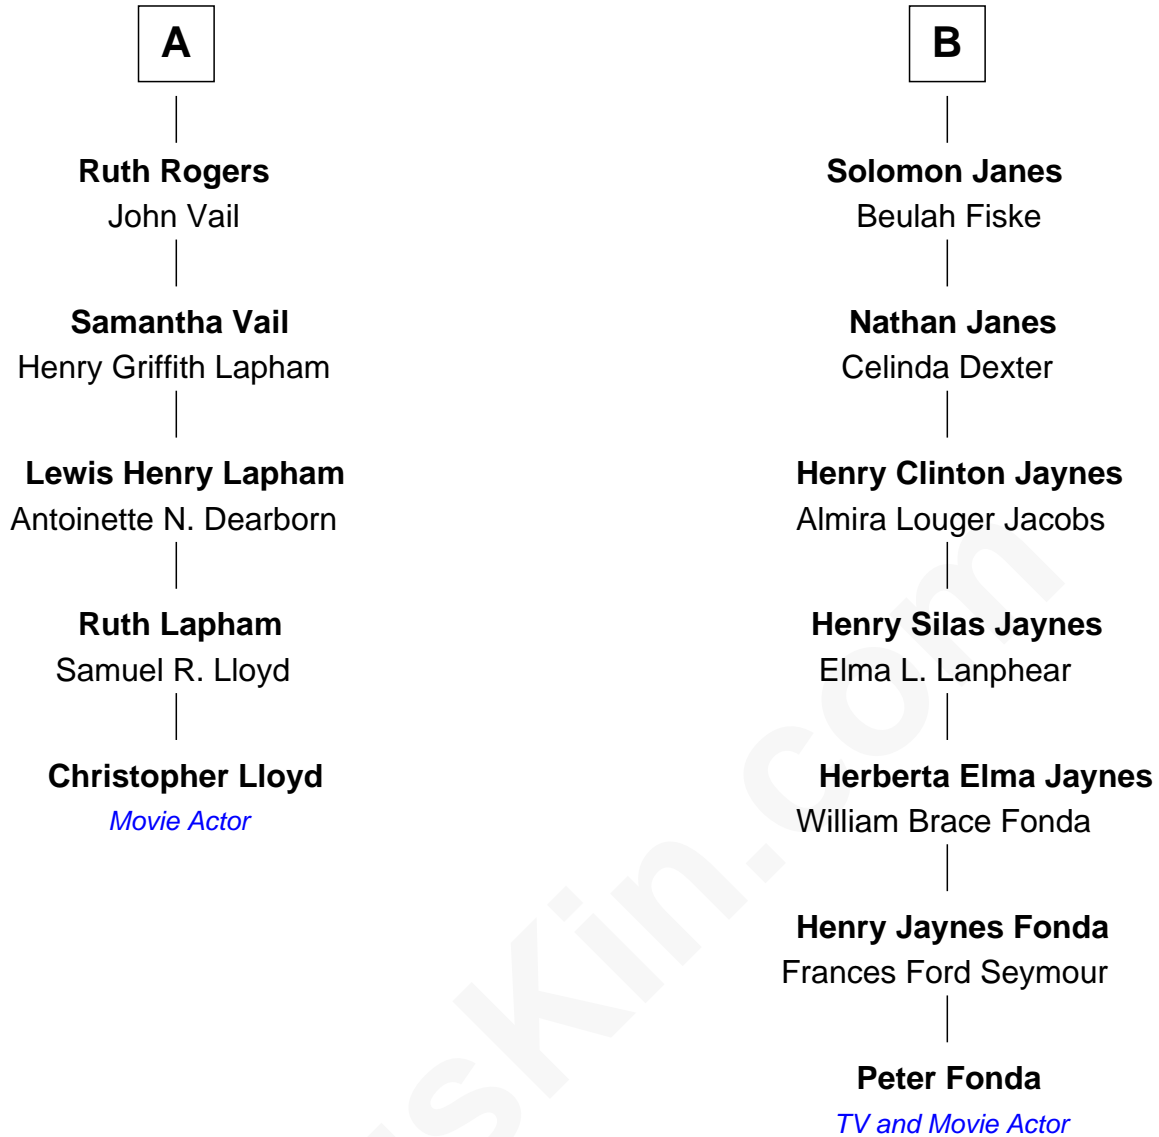 A
Ruth Rogers
John Vail
Samantha Vail
Henry Griffith Lapham
Lewis Henry Lapham
Antoinette N. Dearborn
Ruth Lapham
Samuel R. Lloyd
Christopher Lloyd
Movie Actor
B
Solomon Janes
Beulah Fiske
Nathan Janes
Celinda Dexter
Henry Clinton Jaynes
Almira Louger Jacobs
Henry Silas Jaynes
Elma L. Lanphear
Herberta Elma Jaynes
William Brace Fonda
Henry Jaynes Fonda
Frances Ford Seymour
Peter Fonda
TV and Movie Actor